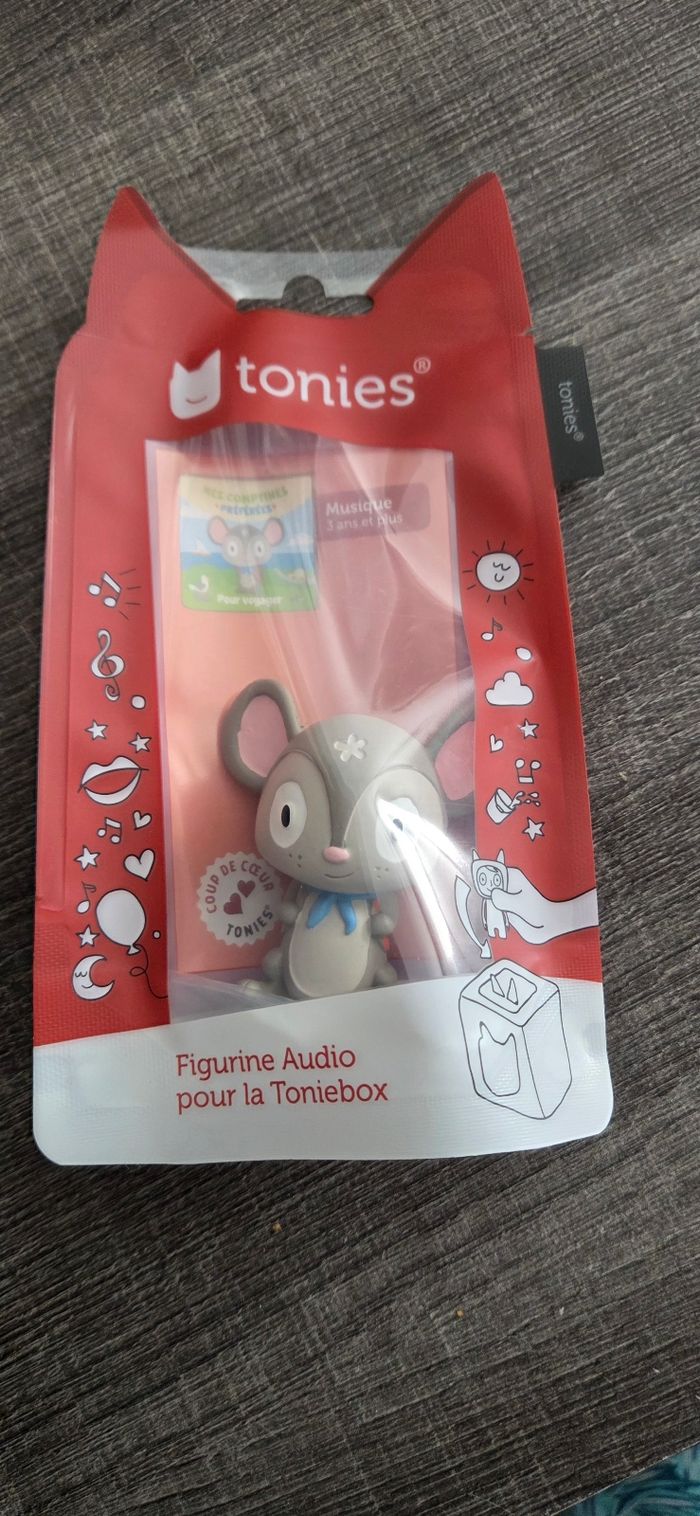 tonies®
tonies®
MES COMPTINES
PRÉFÉRÉES
Pour voyager
Musique
3 ans et plus
COUP DE CŒUR
TONIES®
Figurine Audio
pour la Toniebox